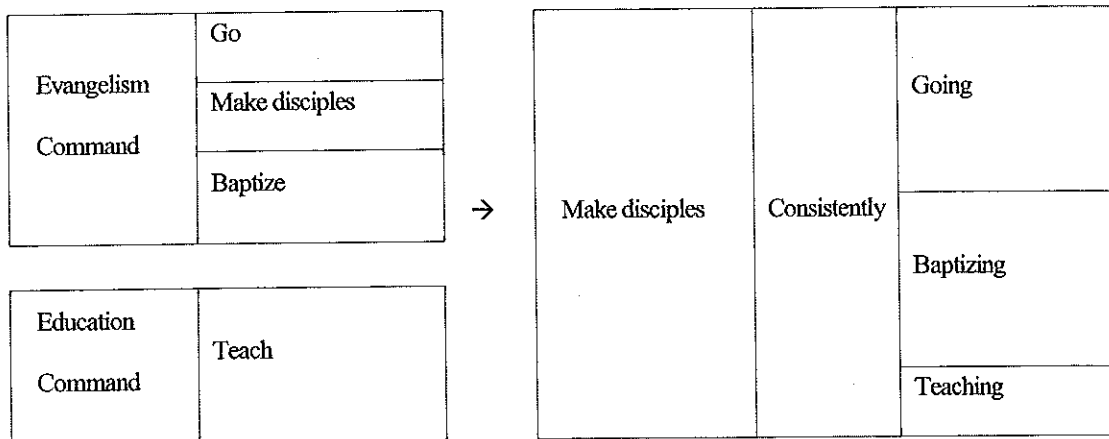 Evangelism
Command
Go
Make disciples
Baptize
Education
Command
Teach
→
Make disciples
Consistently
Going
Baptizing
Teaching